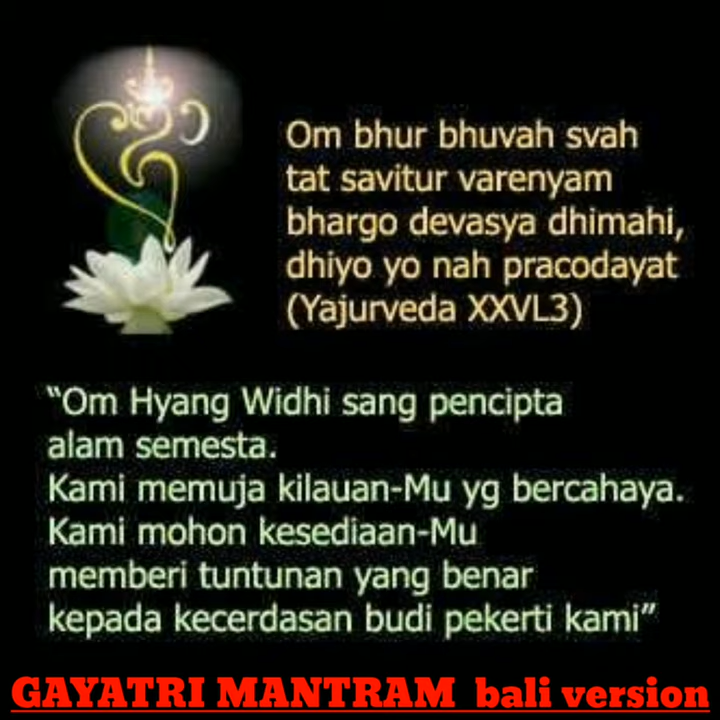 Om bhur bhuvah svah
tat savitur varenyam
bhargo devasya dhimahi,
dhiyo yo nah pracodayat
(Yajurveda XXVL3)
“Om Hyang Widhi sang pencipta
alam semesta.
Kami memuja kilauan-Mu yg bercahaya.
Kami mohon kesediaan-Mu
memberi tuntunan yang benar
kepada kecerdasan budi pekerti kami”
GAYATRI MANTRAM bali version